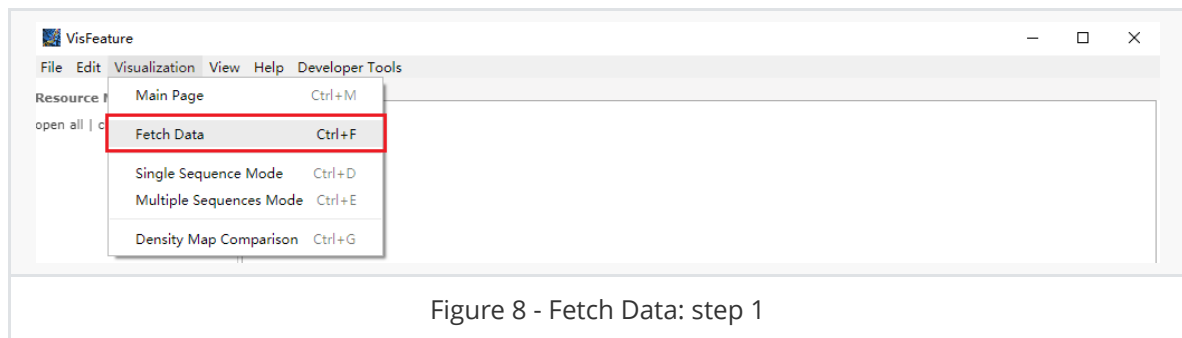 VisFeature
File Edit Visualization View Help Developer Tools
Resource
Main Page Ctrl+M
open all |
Fetch Data Ctrl+F
Single Sequence Mode Ctrl+D
Multiple Sequences Mode Ctrl+E
Density Map Comparison Ctrl+G
Figure 8 - Fetch Data: step 1